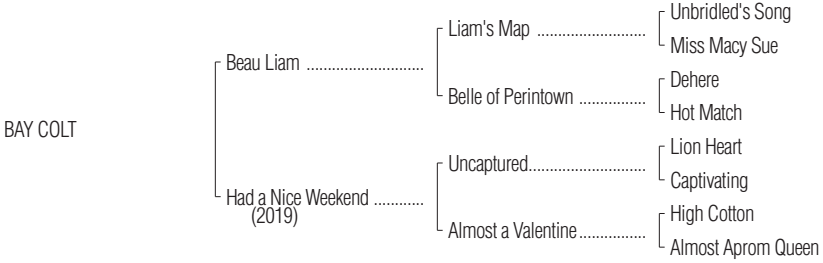 Unbridled's Song
Liam's Map ..........................
Miss Macy Sue
Beau Liam ............................
Dehere
Belle of Perintown ................
Hot Match
BAY COLT
Lion Heart
Uncaptured............................
Captivating
Had a Nice Weekend ............
(2019)
High Cotton
Almost a Valentine................
Almost Aprom Queen